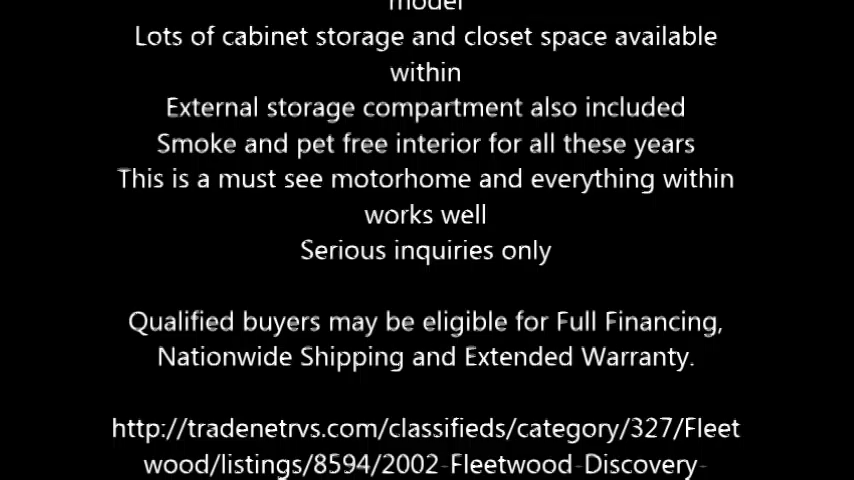 model
Lots of cabinet storage and closet space available
within
External storage compartment also included
Smoke and pet free interior for all these years
This is a must see motorhome and everything within
works well
Serious inquiries only
Qualified buyers may be eligible for Full Financing,
Nationwide Shipping and Extended Warranty.
http://tradenetrvs.com/classifieds/category/327/Fleet
wood/listings/8594/2002-Fleetwood-Discovery-